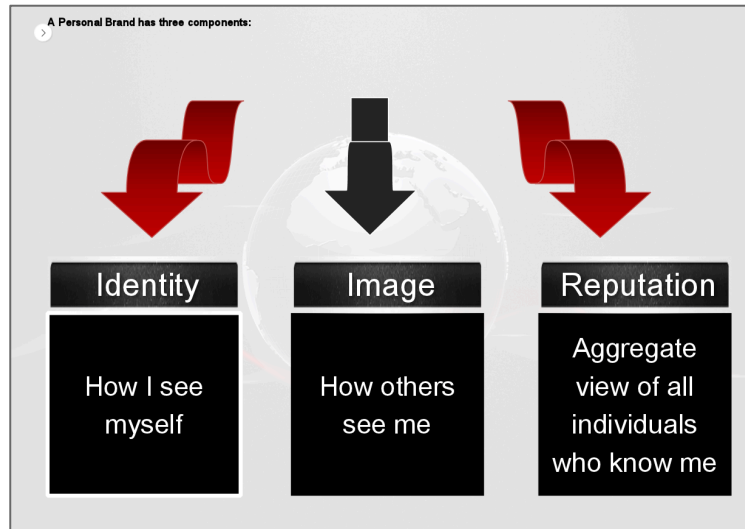 A Personal Brand has three components:
Identity
Image
Reputation
How I see
myself
How others
see me
Aggregate
view of all
individuals
who know me